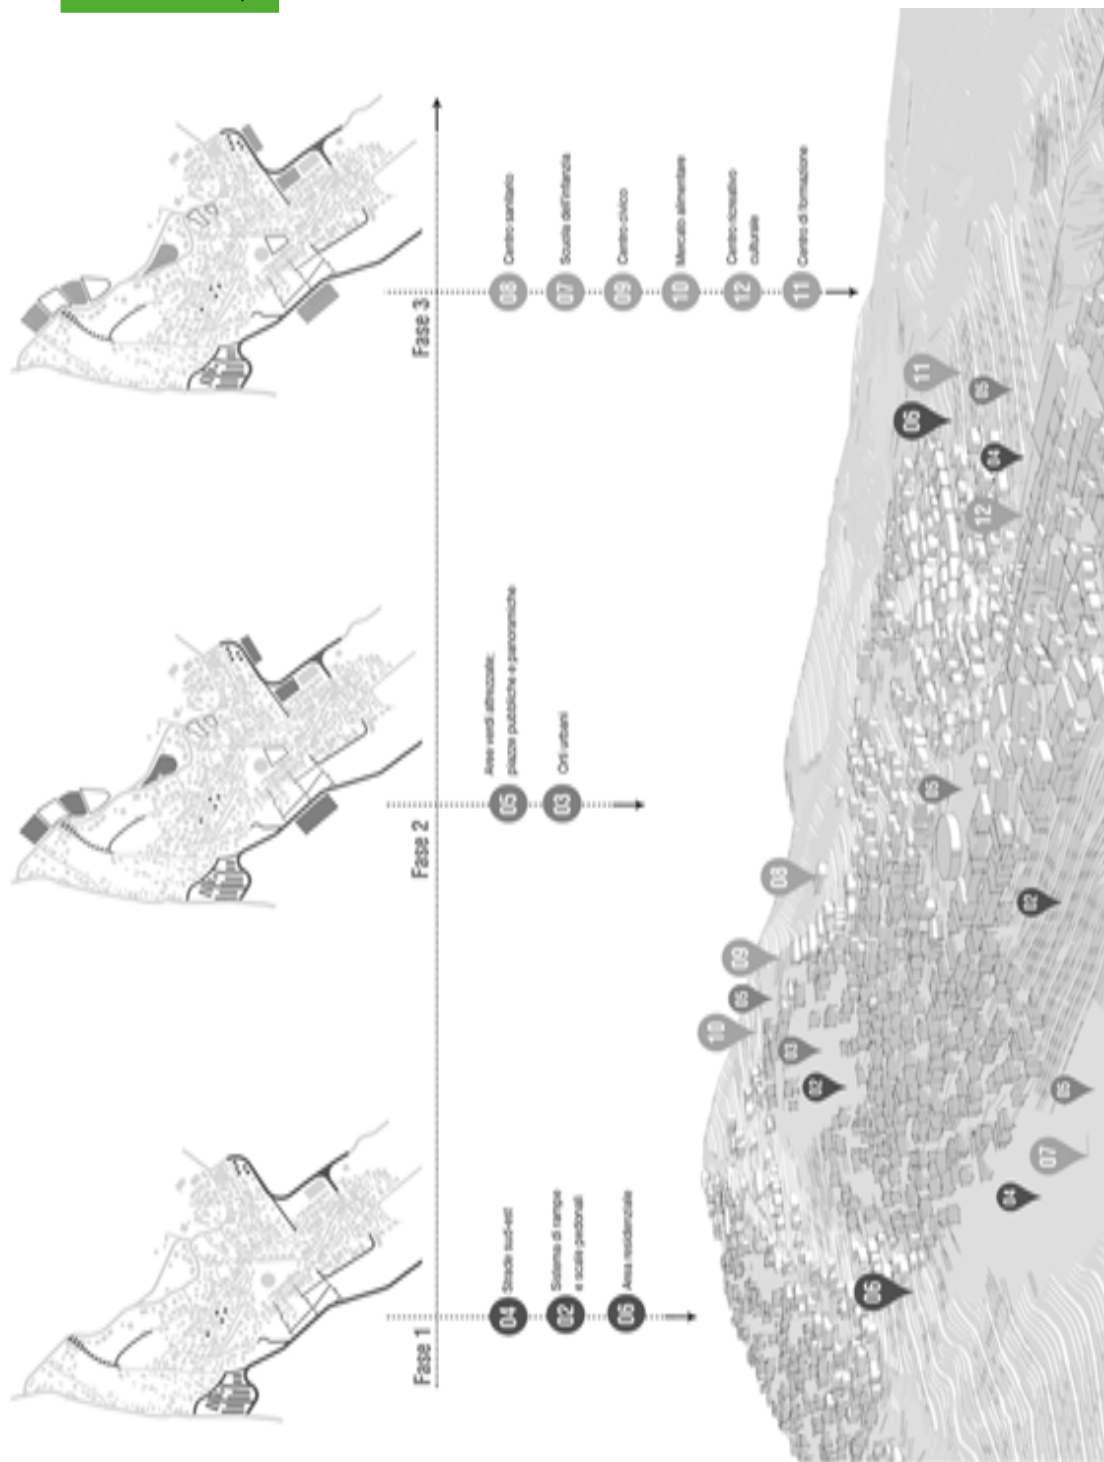 Fase 1
04 Strade sud-est
02 Sistema di rampe
e scale pedonali
06 Area residenziale
Fase 2
05 Aree verdi attrezzate;
piazze pubbliche e panoramiche
03 Orti urbani
Fase 3
08 Centro sanitario
07 Scuola dell'infanzia
09 Centro civico
10 Mercato alimentare
12 Centro ricreativo
culturale
11 Centro di formazione
06
04
07
05
02
03
10
05
09
08
02
05
12
04
06
05
11